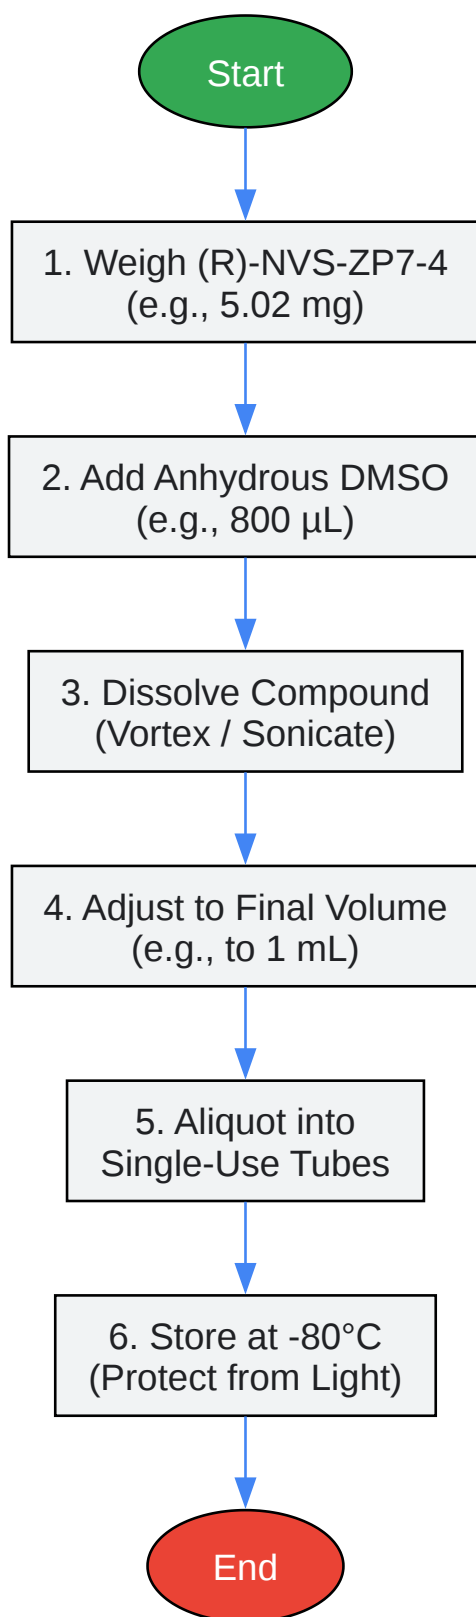 Start
1. Weigh (R)-NVS-ZP7-4
(e.g., 5.02 mg)
2. Add Anhydrous DMSO
(e.g., 800 µL)
3. Dissolve Compound
(Vortex / Sonicate)
4. Adjust to Final Volume
(e.g., to 1 mL)
5. Aliquot into
Single-Use Tubes
6. Store at -80°C
(Protect from Light)
End